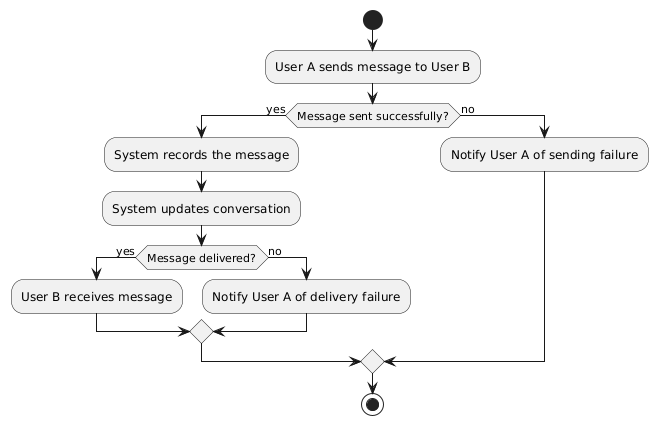 User A sends message to User B
yes
Message sent successfully?
no
System records the message
Notify User A of sending failure
System updates conversation
yes
Message delivered?
no
User B receives message
Notify User A of delivery failure